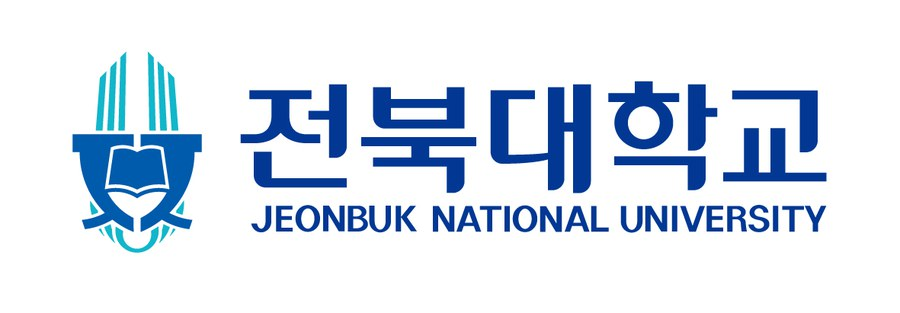 전북대학교
JEONBUK NATIONAL UNIVERSITY